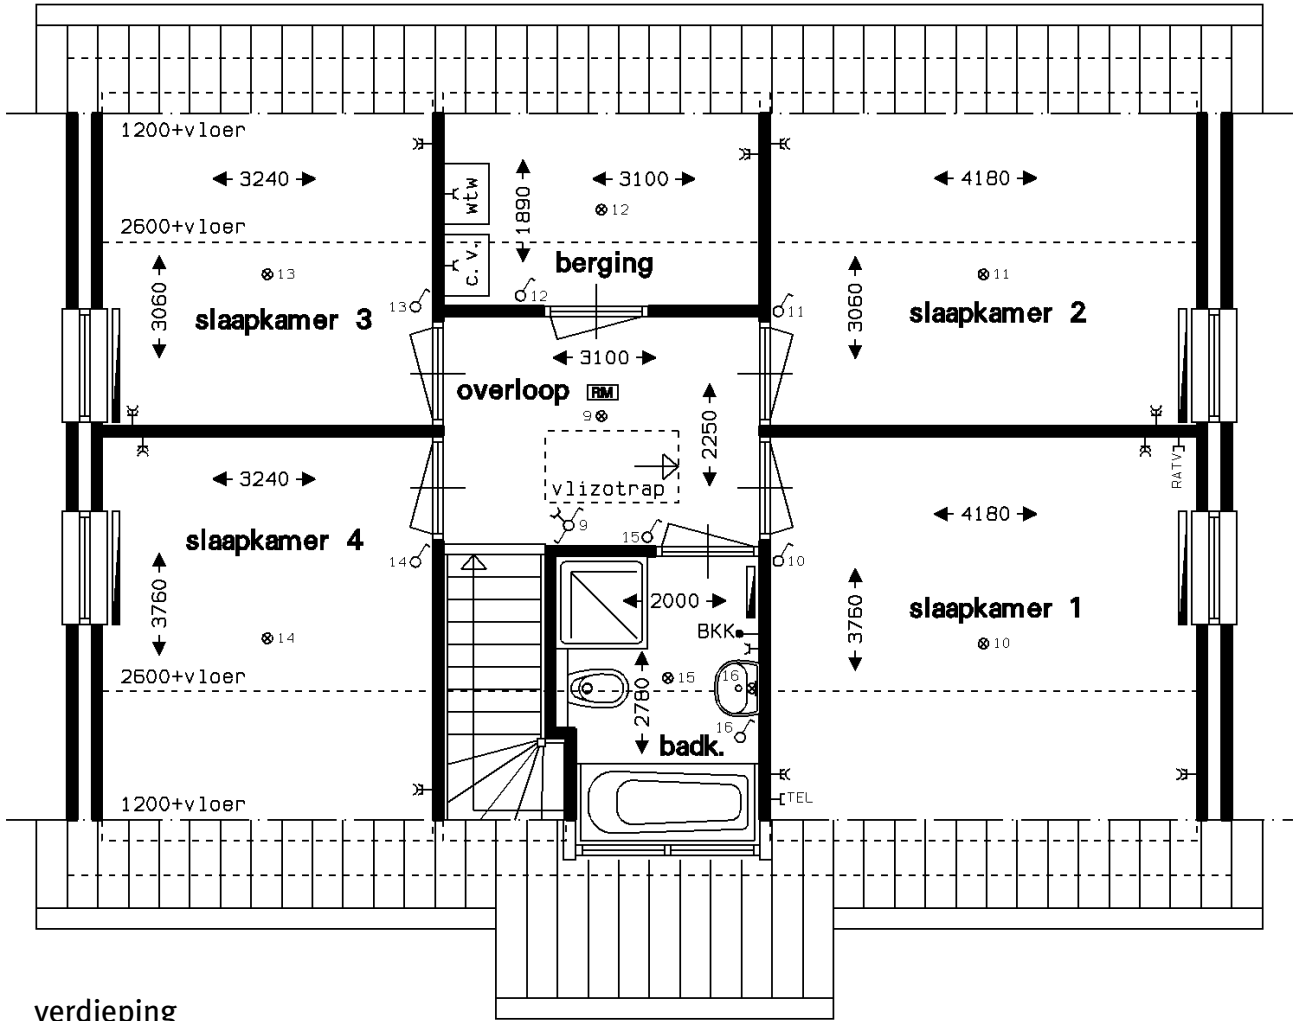 1200+vloer
3240
wtw
1890
3100
12
4180
2600+vloer
13
3060
slaapkamer 3
13
c.v.
berging
12
11
3060
slaapkamer 2
11
3100
overloop
RM
9
2250
vlizotrap
3240
slaapkamer 4
14
3760
14
9
15
4180
RATV
10
slaapkamer 1
3760
10
2000
BKK
2600+vloer
2780
15
16
16
badk.
1200+vloer
TEL
verdieping